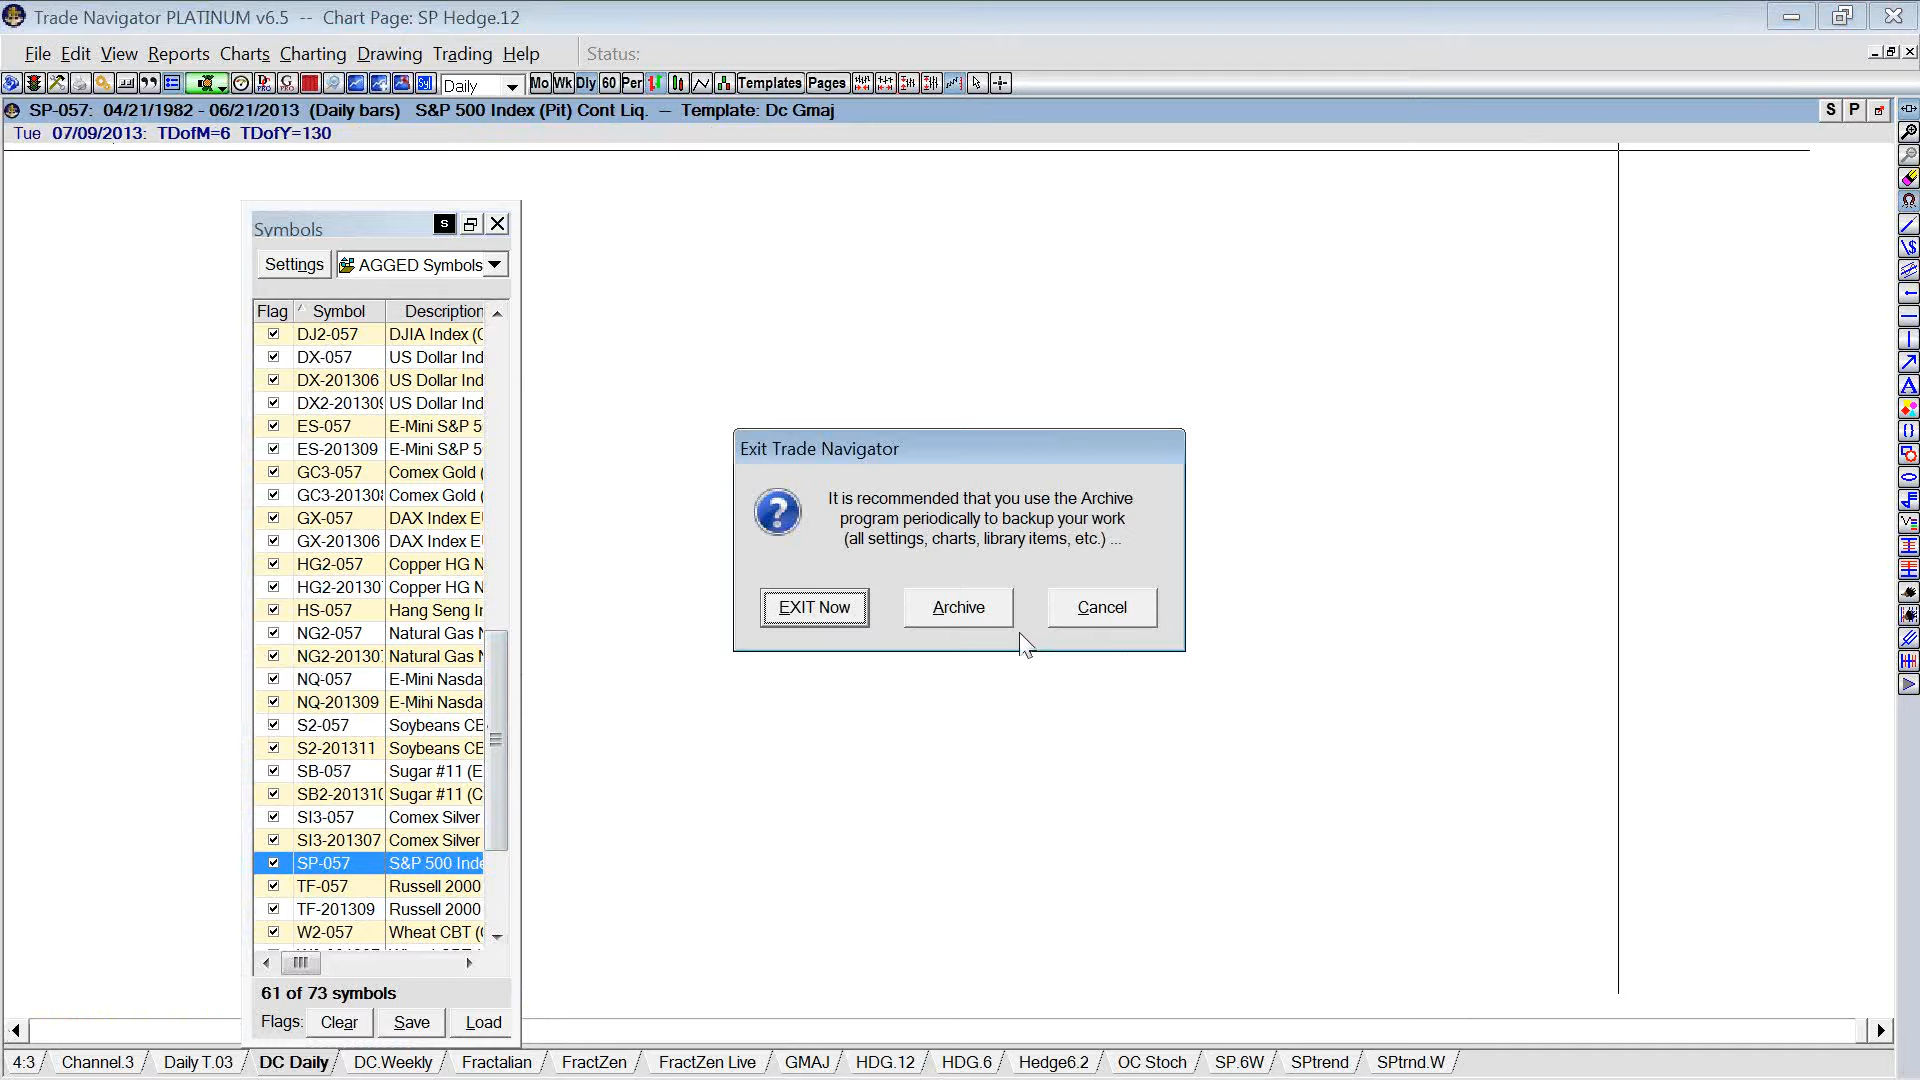 Trade Navigator PLATINUM v6.5 -- Chart Page: SP Hedge.12
File Edit View Reports Charts Charting Drawing Trading Help Status:
Daily Mo Wk Dly 60 Per Templates Pages
SP-057: 04/21/1982 - 06/21/2013 (Daily bars) S&P 500 Index (Pit) Cont Liq. — Template: Dc Gmaj S P
Tue 07/09/2013: TDofM=6 TDofY=130
Symbols S
Settings AGGED Symbols
Flag Symbol Description
DJ2-057 DJIA Index (C
DX-057 US Dollar Ind
DX-201306 US Dollar Ind
DX2-201309 US Dollar Ind
ES-057 E-Mini S&P 5
ES-201309 E-Mini S&P 5
GC3-057 Comex Gold (
GC3-201308 Comex Gold (
GX-057 DAX Index EU
GX-201306 DAX Index EU
HG2-057 Copper HG N
HG2-201307 Copper HG N
HS-057 Hang Seng In
NG2-057 Natural Gas N
NG2-201307 Natural Gas N
NQ-057 E-Mini Nasda
NQ-201309 E-Mini Nasda
S2-057 Soybeans CB
S2-201311 Soybeans CB
SB-057 Sugar #11 (E
SB2-201310 Sugar #11 (C
SI3-057 Comex Silver
SI3-201307 Comex Silver
SP-057 S&P 500 Inde
TF-057 Russell 2000
TF-201309 Russell 2000
W2-057 Wheat CBT (
61 of 73 symbols
Flags: Clear Save Load
Exit Trade Navigator
It is recommended that you use the Archive
program periodically to backup your work
(all settings, charts, library items, etc.) ...
EXIT Now Archive Cancel
4:3 Channel.3 Daily T.03 DC Daily DC.Weekly Fractalian FractZen FractZen Live GMAJ HDG.12 HDG.6 Hedge6.2 OC Stoch SP.6W SPtrend SPtrnd.W